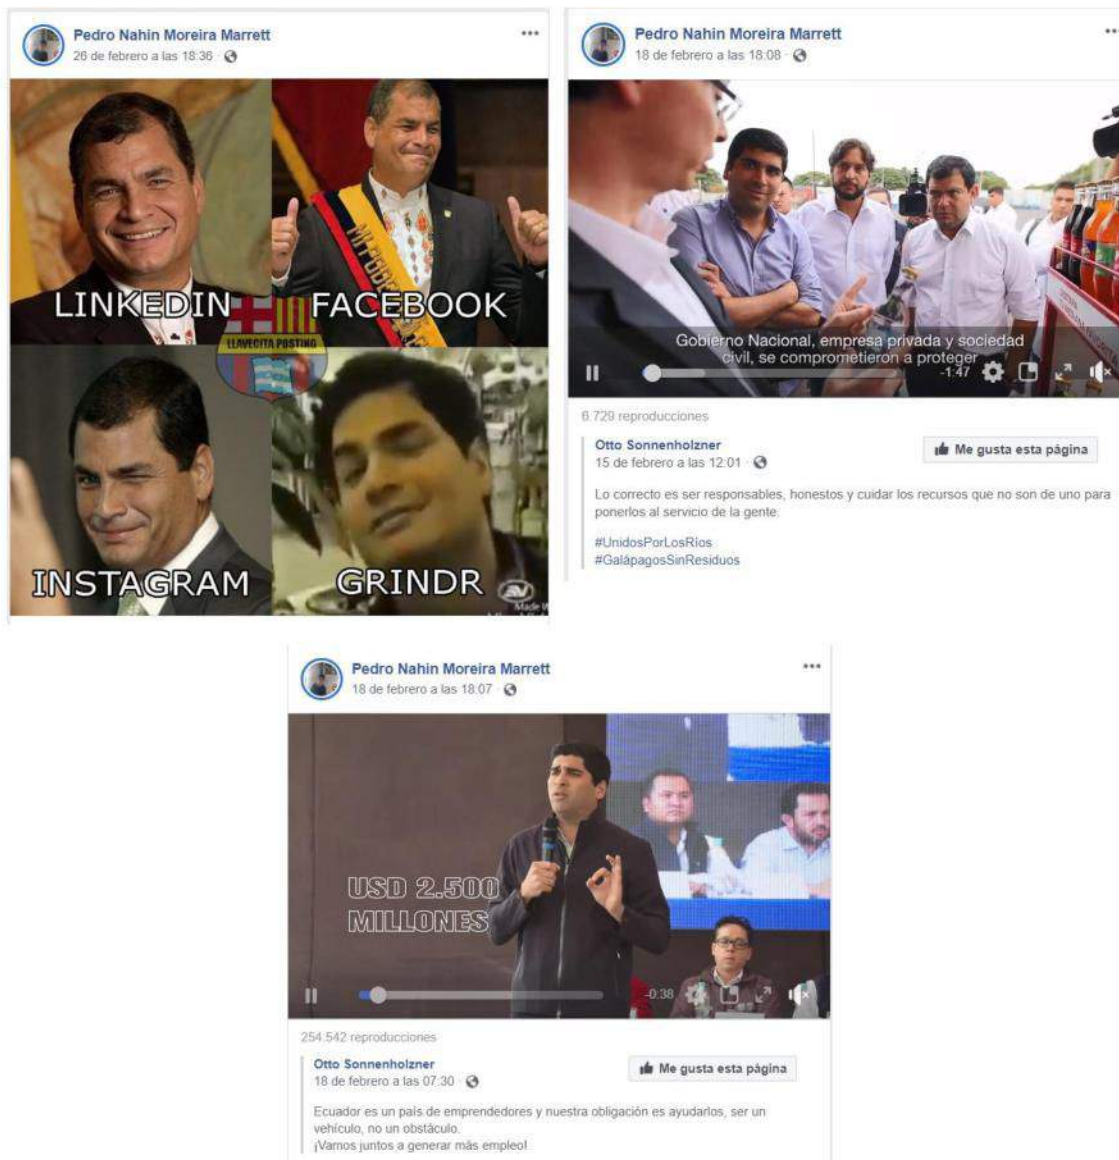 Pedro Nahin Moreira Marrett
26 de febrero a las 18:36
LINKEDIN
FACEBOOK
LLAVECITA POSTING
INSTAGRAM
GRINDR
Pedro Nahin Moreira Marrett
18 de febrero a las 18:08
Gobierno Nacional, empresa privada y sociedad
civil, se comprometieron a proteger
-1:47
6.729 reproducciones
Otto Sonnenholzner
15 de febrero a las 12:01
Me gusta esta página
Lo correcto es ser responsables, honestos y cuidar los recursos que no son de uno para
ponerlos al servicio de la gente.
#UnidosPorLosRíos
#GalápagosSinResiduos
Pedro Nahin Moreira Marrett
18 de febrero a las 18:07
USD 2.500
MILLONES
-0:38
254.542 reproducciones
Otto Sonnenholzner
18 de febrero a las 07:30
Me gusta esta página
Ecuador es un país de emprendedores y nuestra obligación es ayudarlos, ser un
vehículo, no un obstáculo.
¡Vamos juntos a generar más empleo!